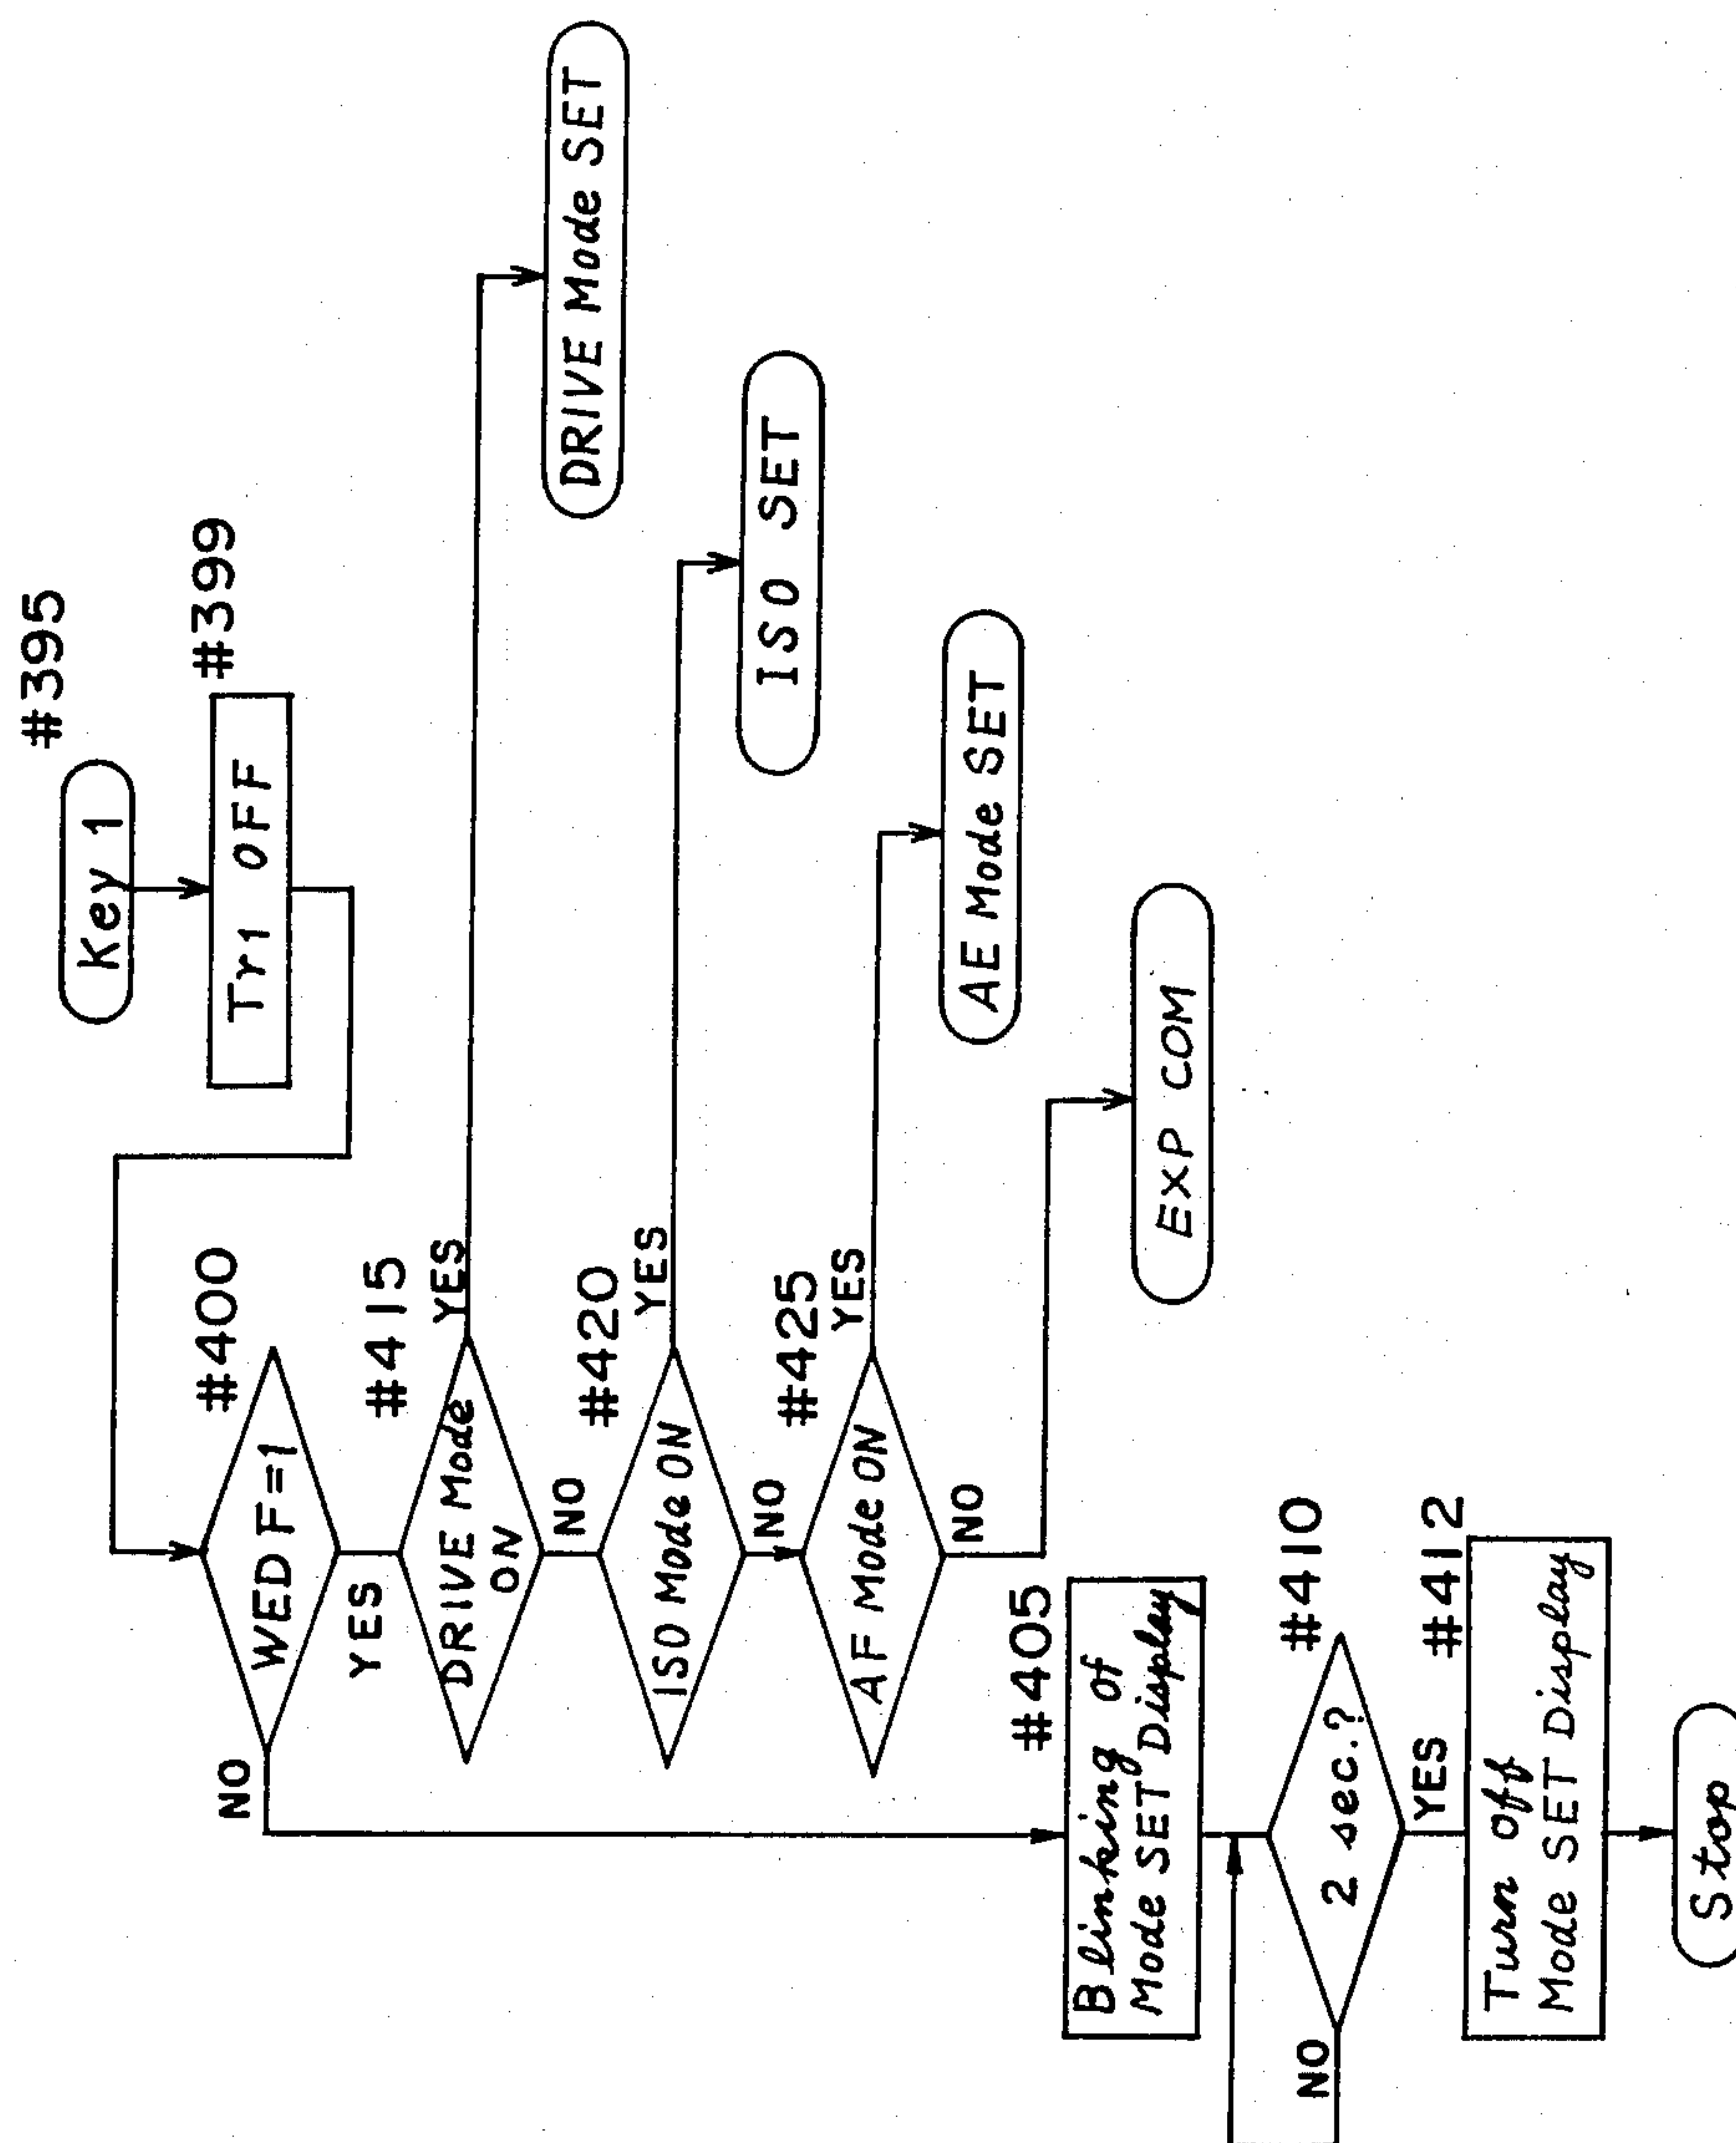 #395
Key 1
#399
Tr1 OFF
#400
WED F=1
NO
YES
#415
DRIVE Mode
ON
YES
DRIVE Mode SET
NO
#420
ISO Mode ON
YES
ISO SET
NO
#425
AF Mode ON
YES
AE Mode SET
NO
EXP COM
#405
Blinking of
Mode SET Display
#410
2 sec.?
NO
YES
#412
Turn off
Mode SET Display
Stop